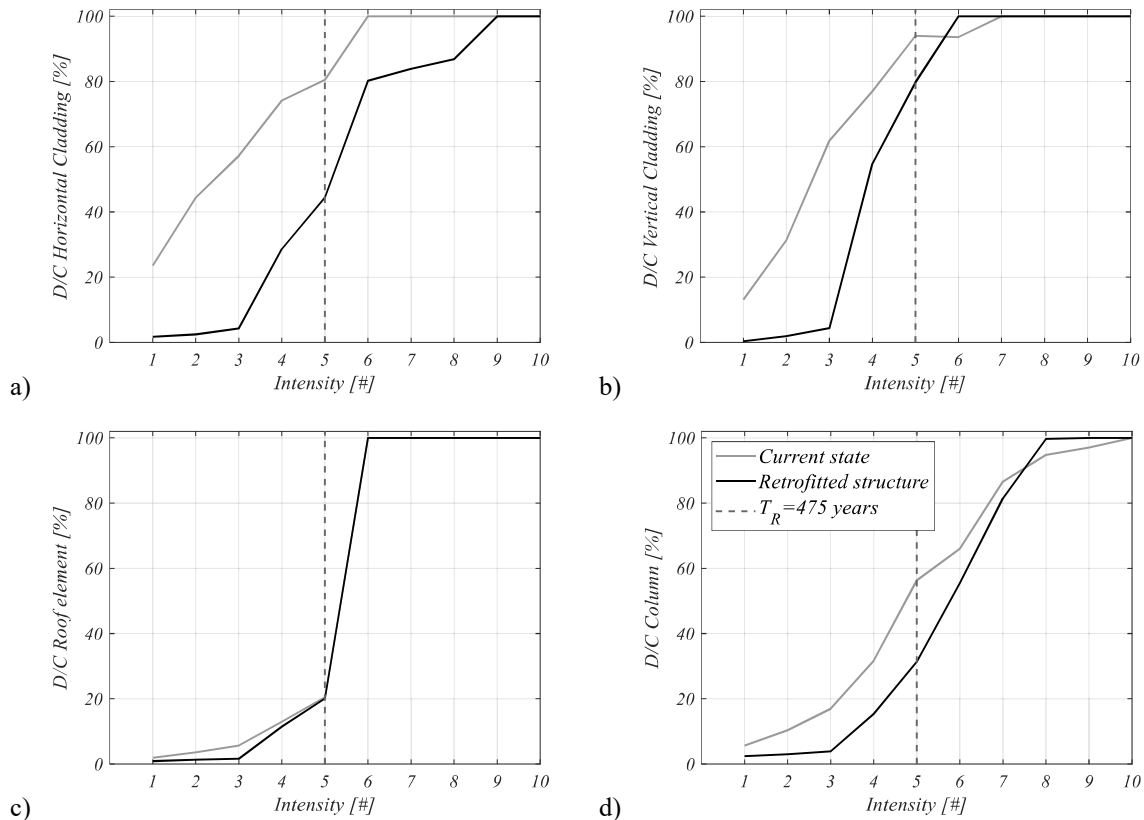 100
80
60
40
20
0
D/C Horizontal Cladding [%]
1 2 3 4 5 6 7 8 9 10
Intensity [#]
a)
100
80
60
40
20
0
D/C Vertical Cladding [%]
1 2 3 4 5 6 7 8 9 10
Intensity [#]
b)
100
80
60
40
20
0
D/C Roof element [%]
1 2 3 4 5 6 7 8 9 10
Intensity [#]
c)
100
80
60
40
20
0
D/C Column [%]
Current state
Retrofitted structure
T_R=475 years
1 2 3 4 5 6 7 8 9 10
Intensity [#]
d)